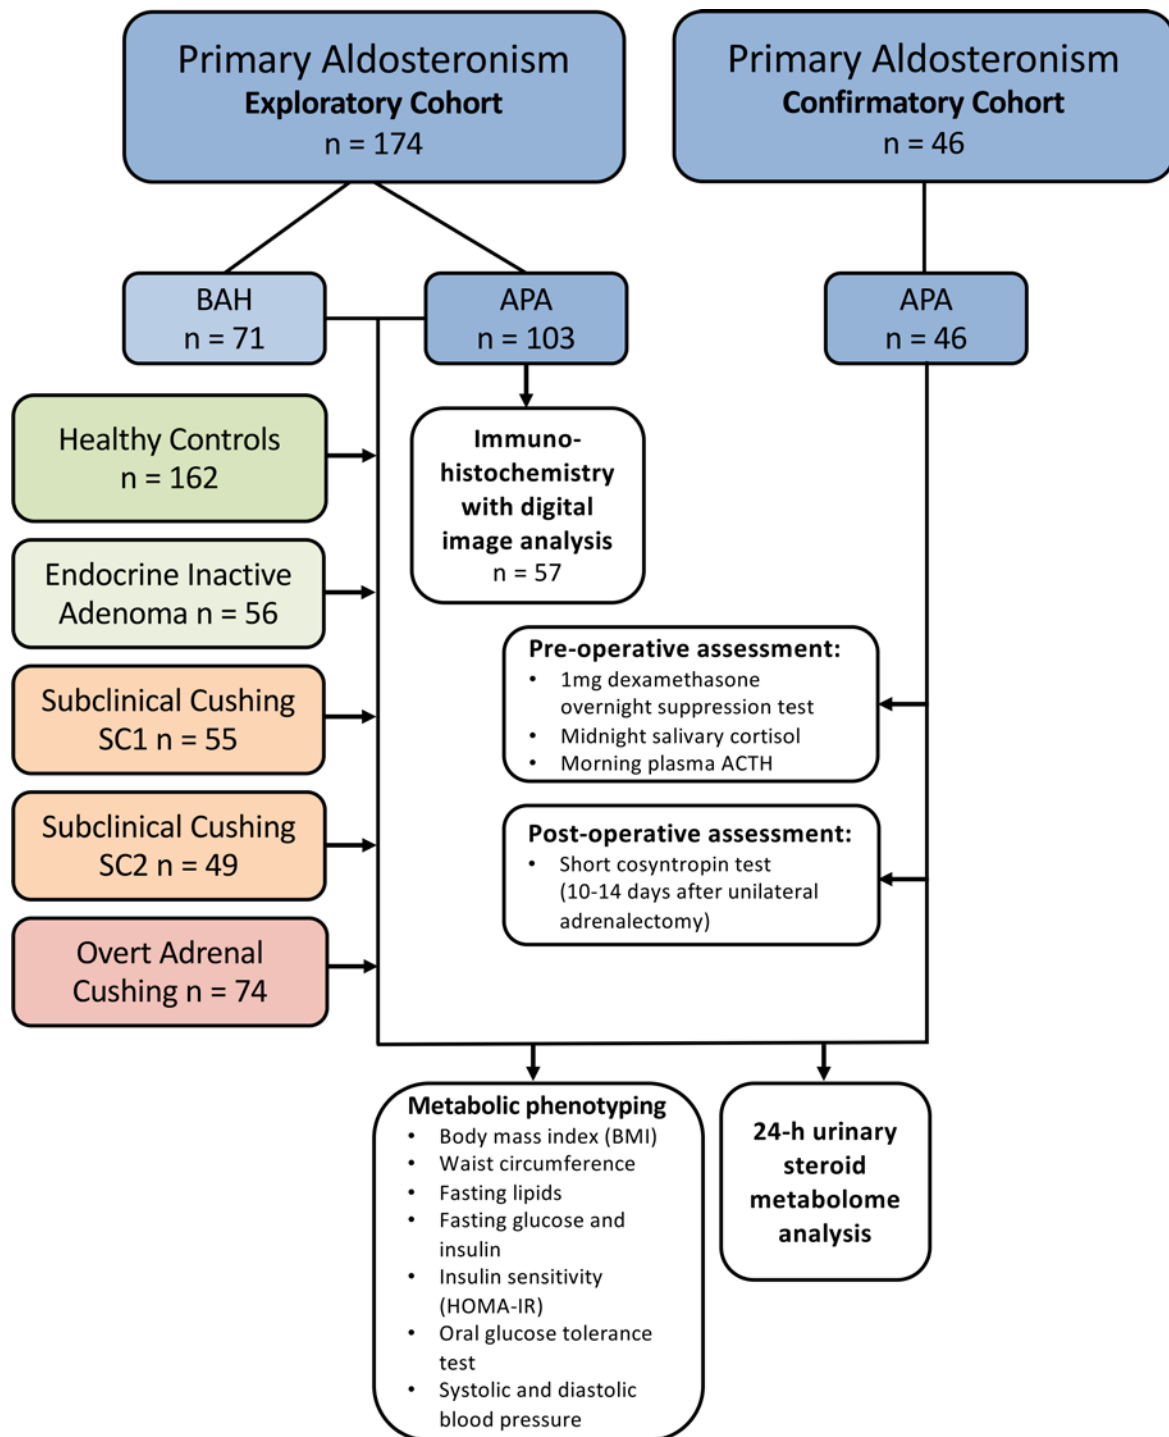 Primary Aldosteronism
Exploratory Cohort
n = 174
Primary Aldosteronism
Confirmatory Cohort
n = 46
BAH
n = 71
APA
n = 103
APA
n = 46
Healthy Controls
n = 162
Endocrine Inactive
Adenoma n = 56
Subclinical Cushing
SC1 n = 55
Subclinical Cushing
SC2 n = 49
Overt Adrenal
Cushing n = 74
Immuno-
histochemistry
with digital
image analysis
n = 57
Pre-operative assessment:
• 1mg dexamethasone
overnight suppression test
• Midnight salivary cortisol
• Morning plasma ACTH
Post-operative assessment:
• Short cosyntropin test
(10-14 days after unilateral
adrenalectomy)
Metabolic phenotyping
• Body mass index (BMI)
• Waist circumference
• Fasting lipids
• Fasting glucose and
insulin
• Insulin sensitivity
(HOMA-IR)
• Oral glucose tolerance
test
• Systolic and diastolic
blood pressure
24-h urinary
steroid
metabolome
analysis